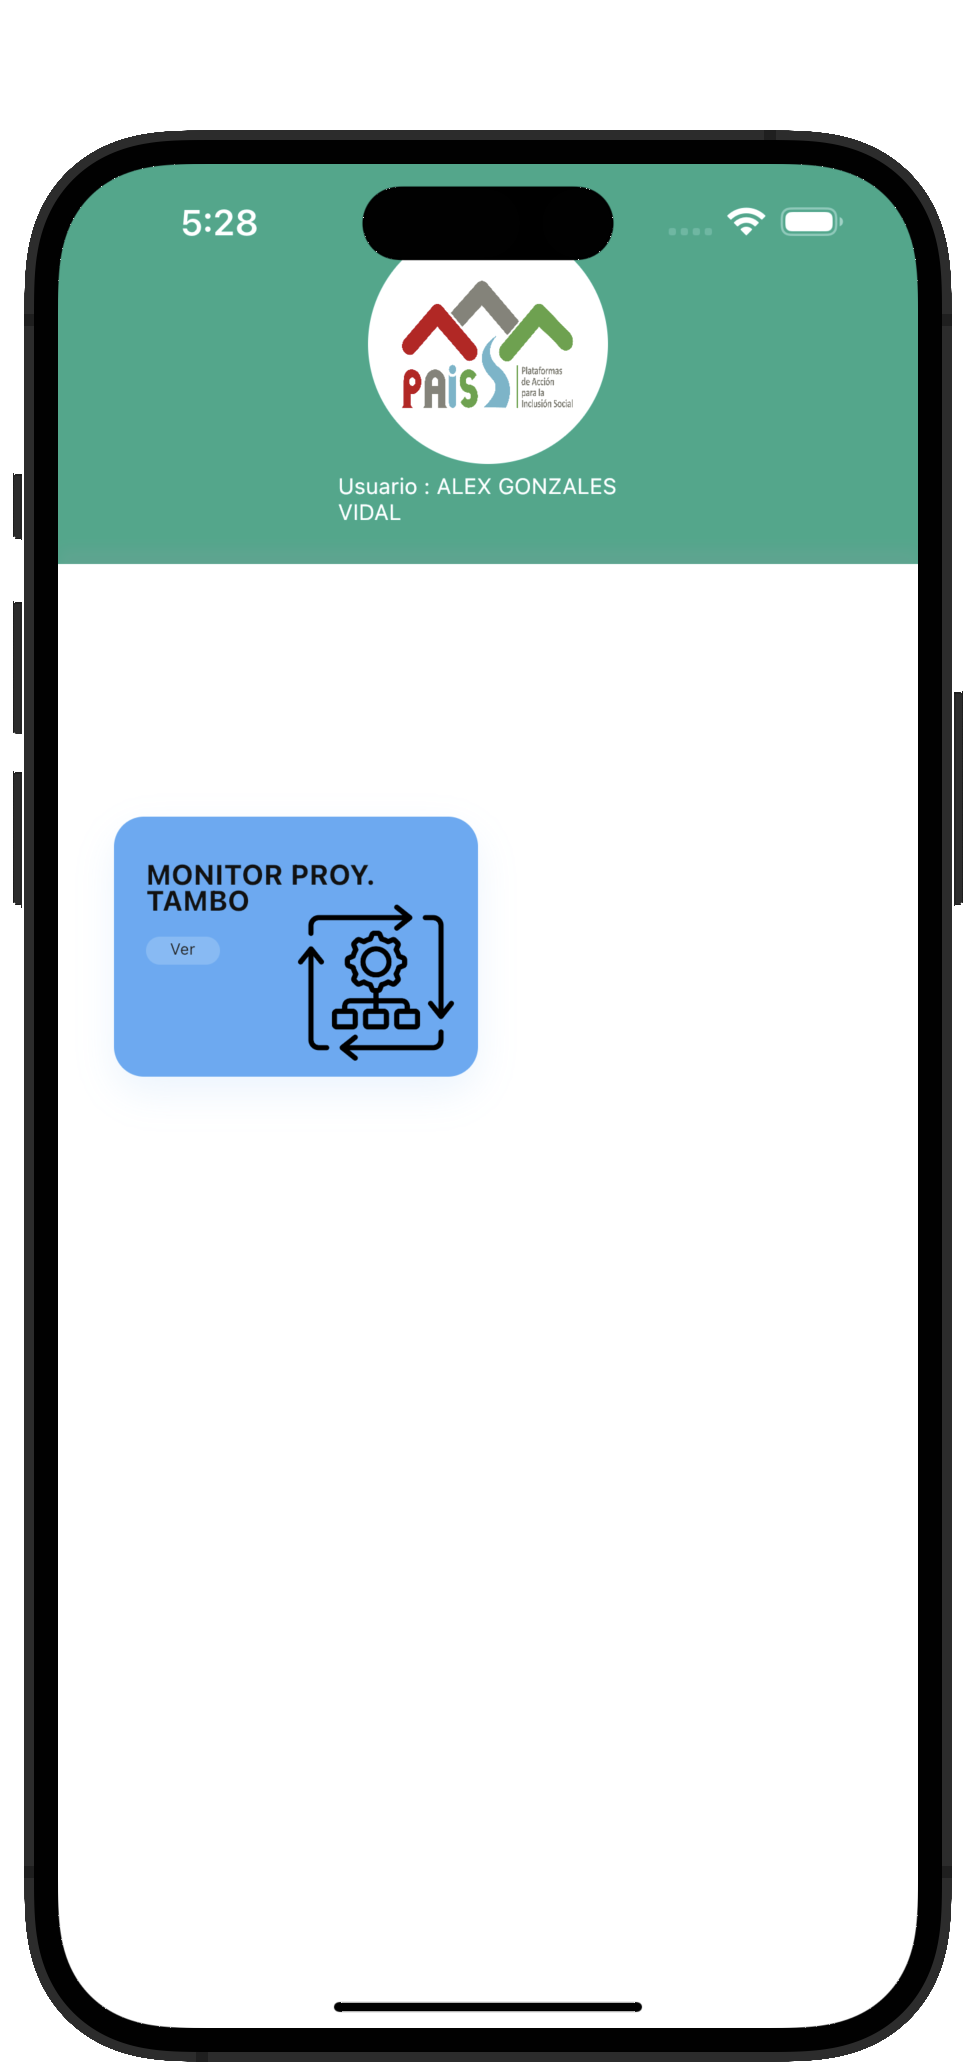 5:28
PAiS
Plataformas
de Acción
para la
Inclusión Social
Usuario : ALEX GONZALES
VIDAL
MONITOR PROY.
TAMBO
Ver